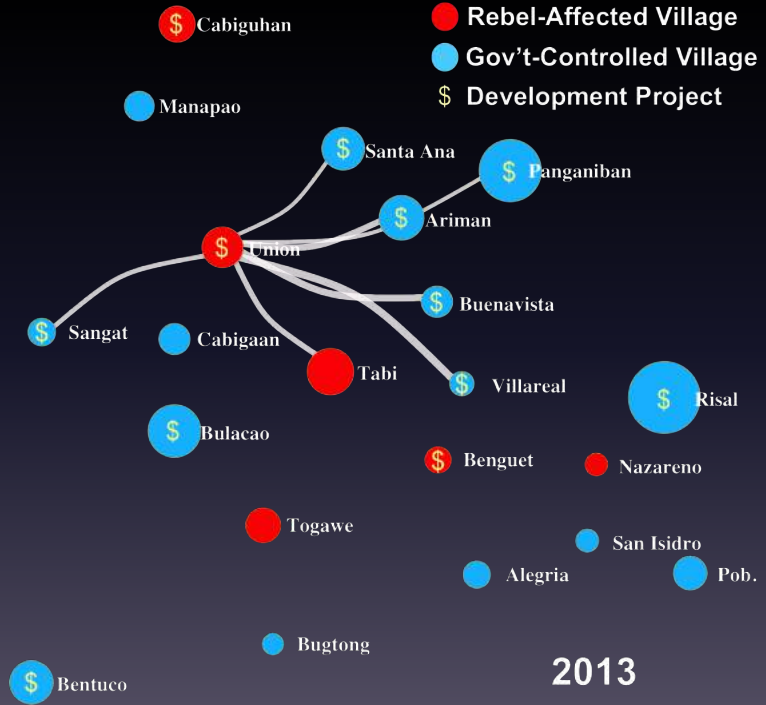 Rebel-Affected Village
Gov't-Controlled Village
$ Development Project
$ Cabiguhan
Manapao
$ Santa Ana
$ Panganiban
$ Ariman
$ Union
$ Buenavista
$ Sangat
Cabigaan
Tabi
$ Villareal
$ Risal
$ Bulacao
$ Benguet
Nazareno
Togawe
San Isidro
Alegria
Pob.
Bugtong
2013
$ Bentuco